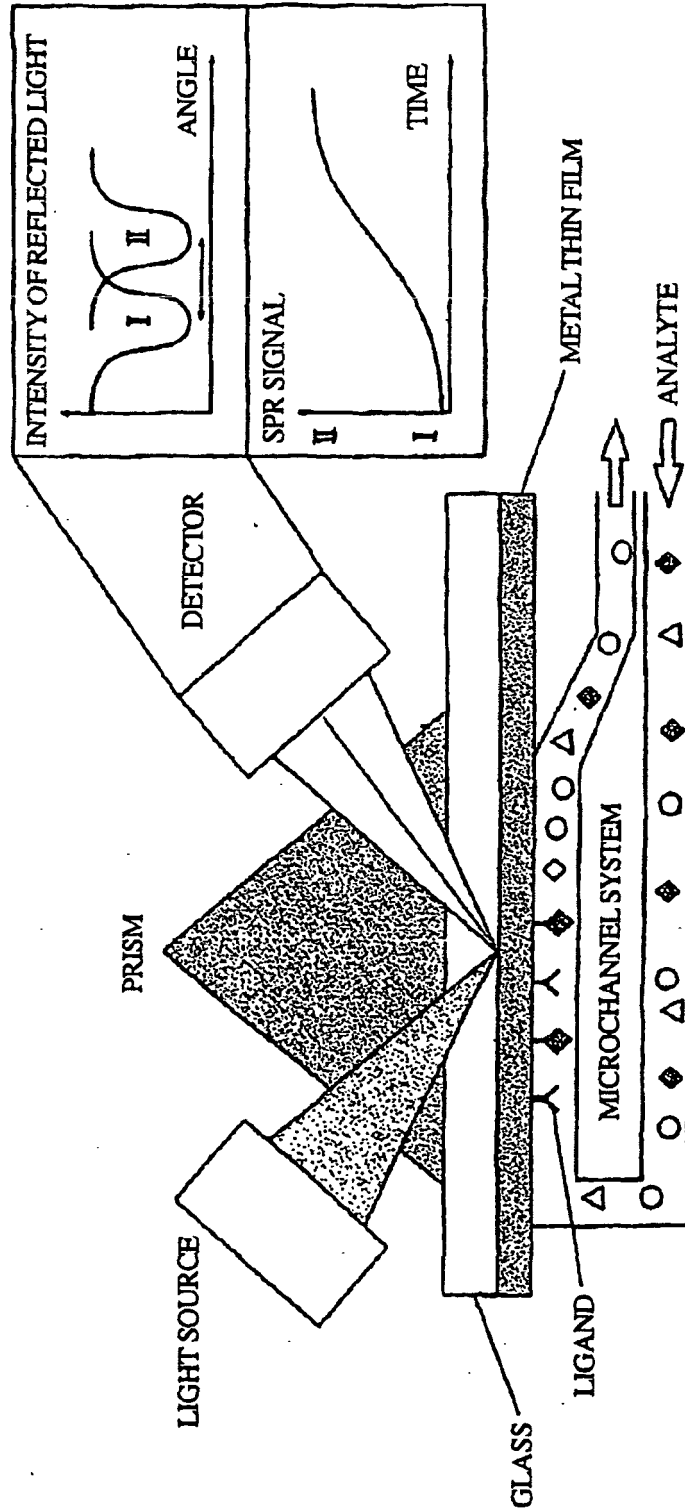 INTENSITY OF REFLECTED LIGHT
I
II
ANGLE
SPR SIGNAL
II
I
TIME
DETECTOR
PRISM
LIGHT SOURCE
METAL THIN FILM
GLASS
LIGAND
MICROCHANNEL SYSTEM
ANALYTE